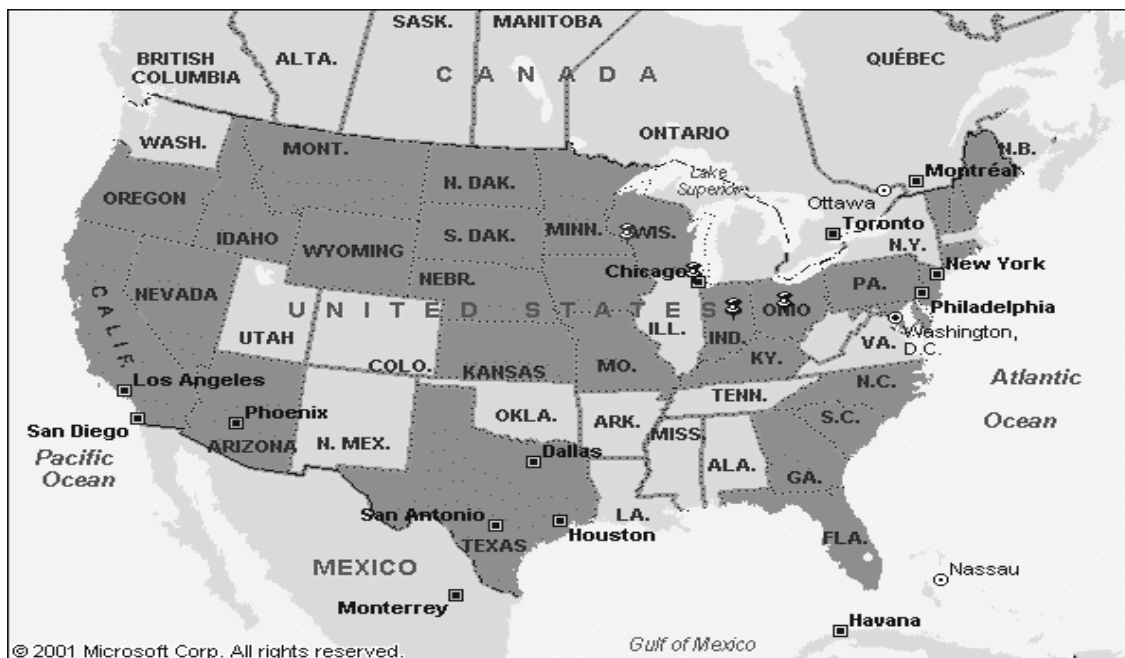 SASK.
MANITOBA
BRITISH
COLUMBIA
ALTA.
QUÉBEC
C A N A D A
ONTARIO
WASH.
MONT.
N.B.
N. DAK.
Lake
Superior
Montréal
OREGON
Ottawa
IDAHO
WYOMING
S. DAK.
MINN.
WIS.
Toronto
N.Y.
NEBR.
Chicago
New York
NEVADA
PA.
CALIF.
U N I T E D S T A T E S
OHIO
Philadelphia
UTAH
ILL.
IND.
Washington,
D.C.
VA.
COLO.
KANSAS
MO.
KY.
Los Angeles
N.C.
Atlantic
Ocean
TENN.
Phoenix
OKLA.
ARK.
S.C.
San Diego
ARIZONA
N. MEX.
MISS.
Pacific
Ocean
Dallas
ALA.
GA.
San Antonio
LA.
Houston
TEXAS
FLA.
MEXICO
Nassau
Monterrey
Havana
Gulf of Mexico
© 2001 Microsoft Corp. All rights reserved.